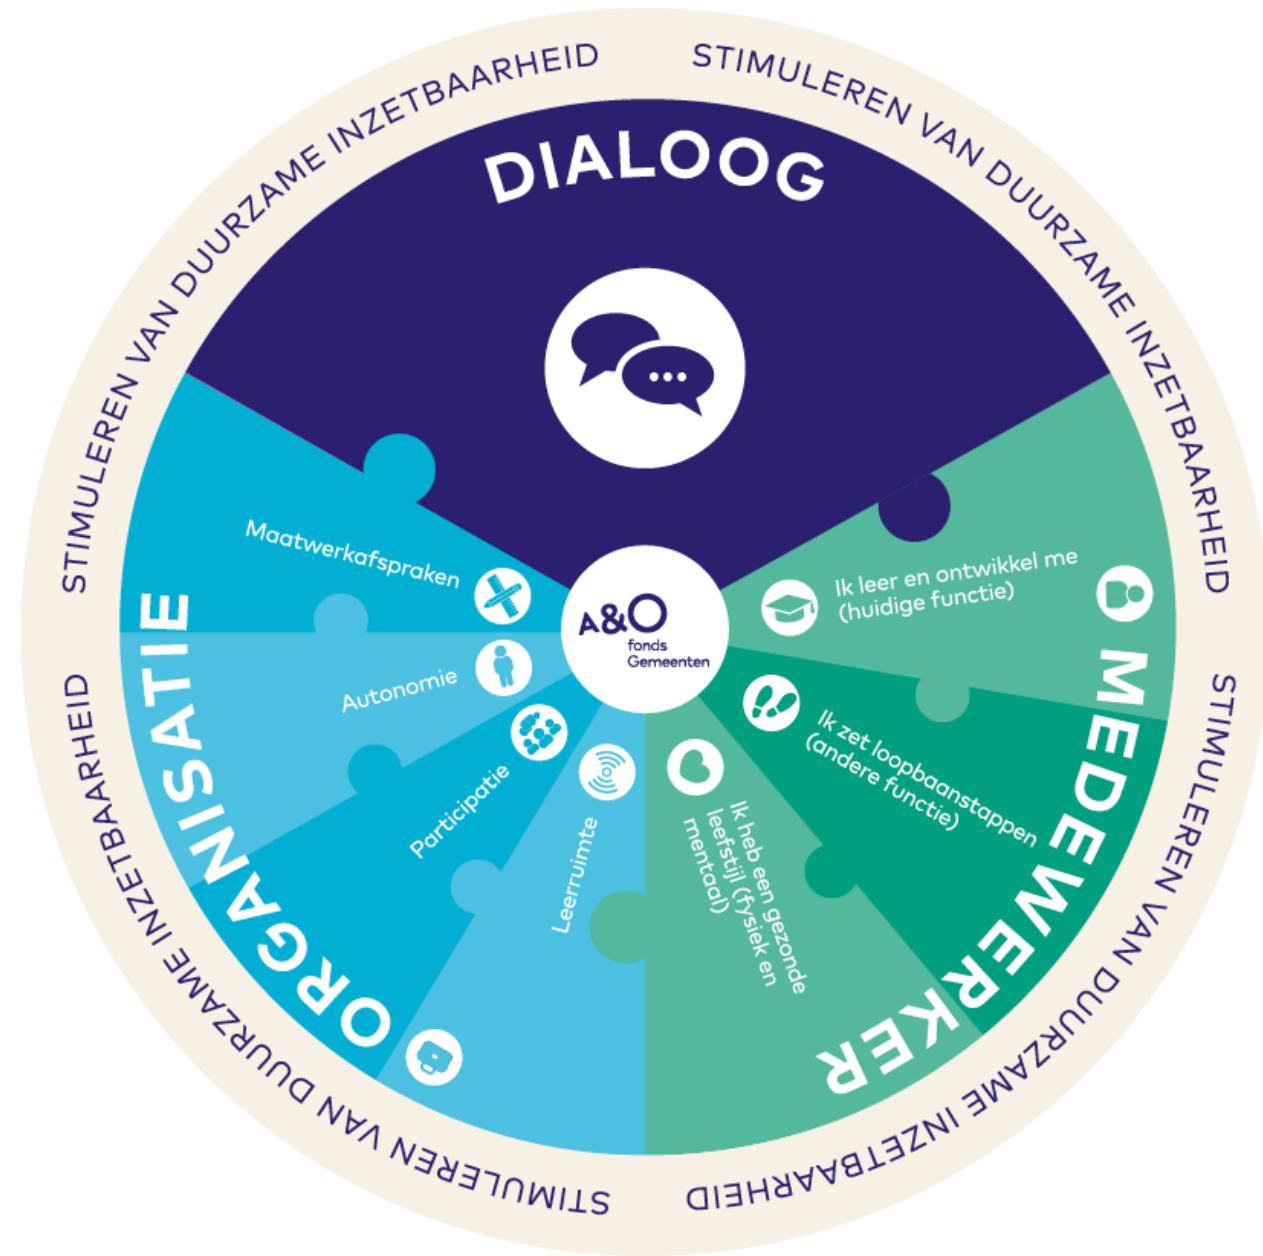 STIMULEREN VAN DUURZAME INZETBAARHEID
STIMULEREN VAN DUURZAME INZETBAARHEID
STIMULEREN VAN DUURZAME INZETBAARHEID
STIMULEREN VAN DUURZAME INZETBAARHEID
DIALOOG
A&O
fonds
Gemeenten
MEDEWERKER
Ik leer en ontwikkel me
(huidige functie)
Ik zet loopbaanstappen
(andere functie)
Ik heb een gezonde
leefstijl (fysiek en
mentaal)
ORGANISATIE
Leerruimte
Participatie
Autonomie
Maatwerkafspraken